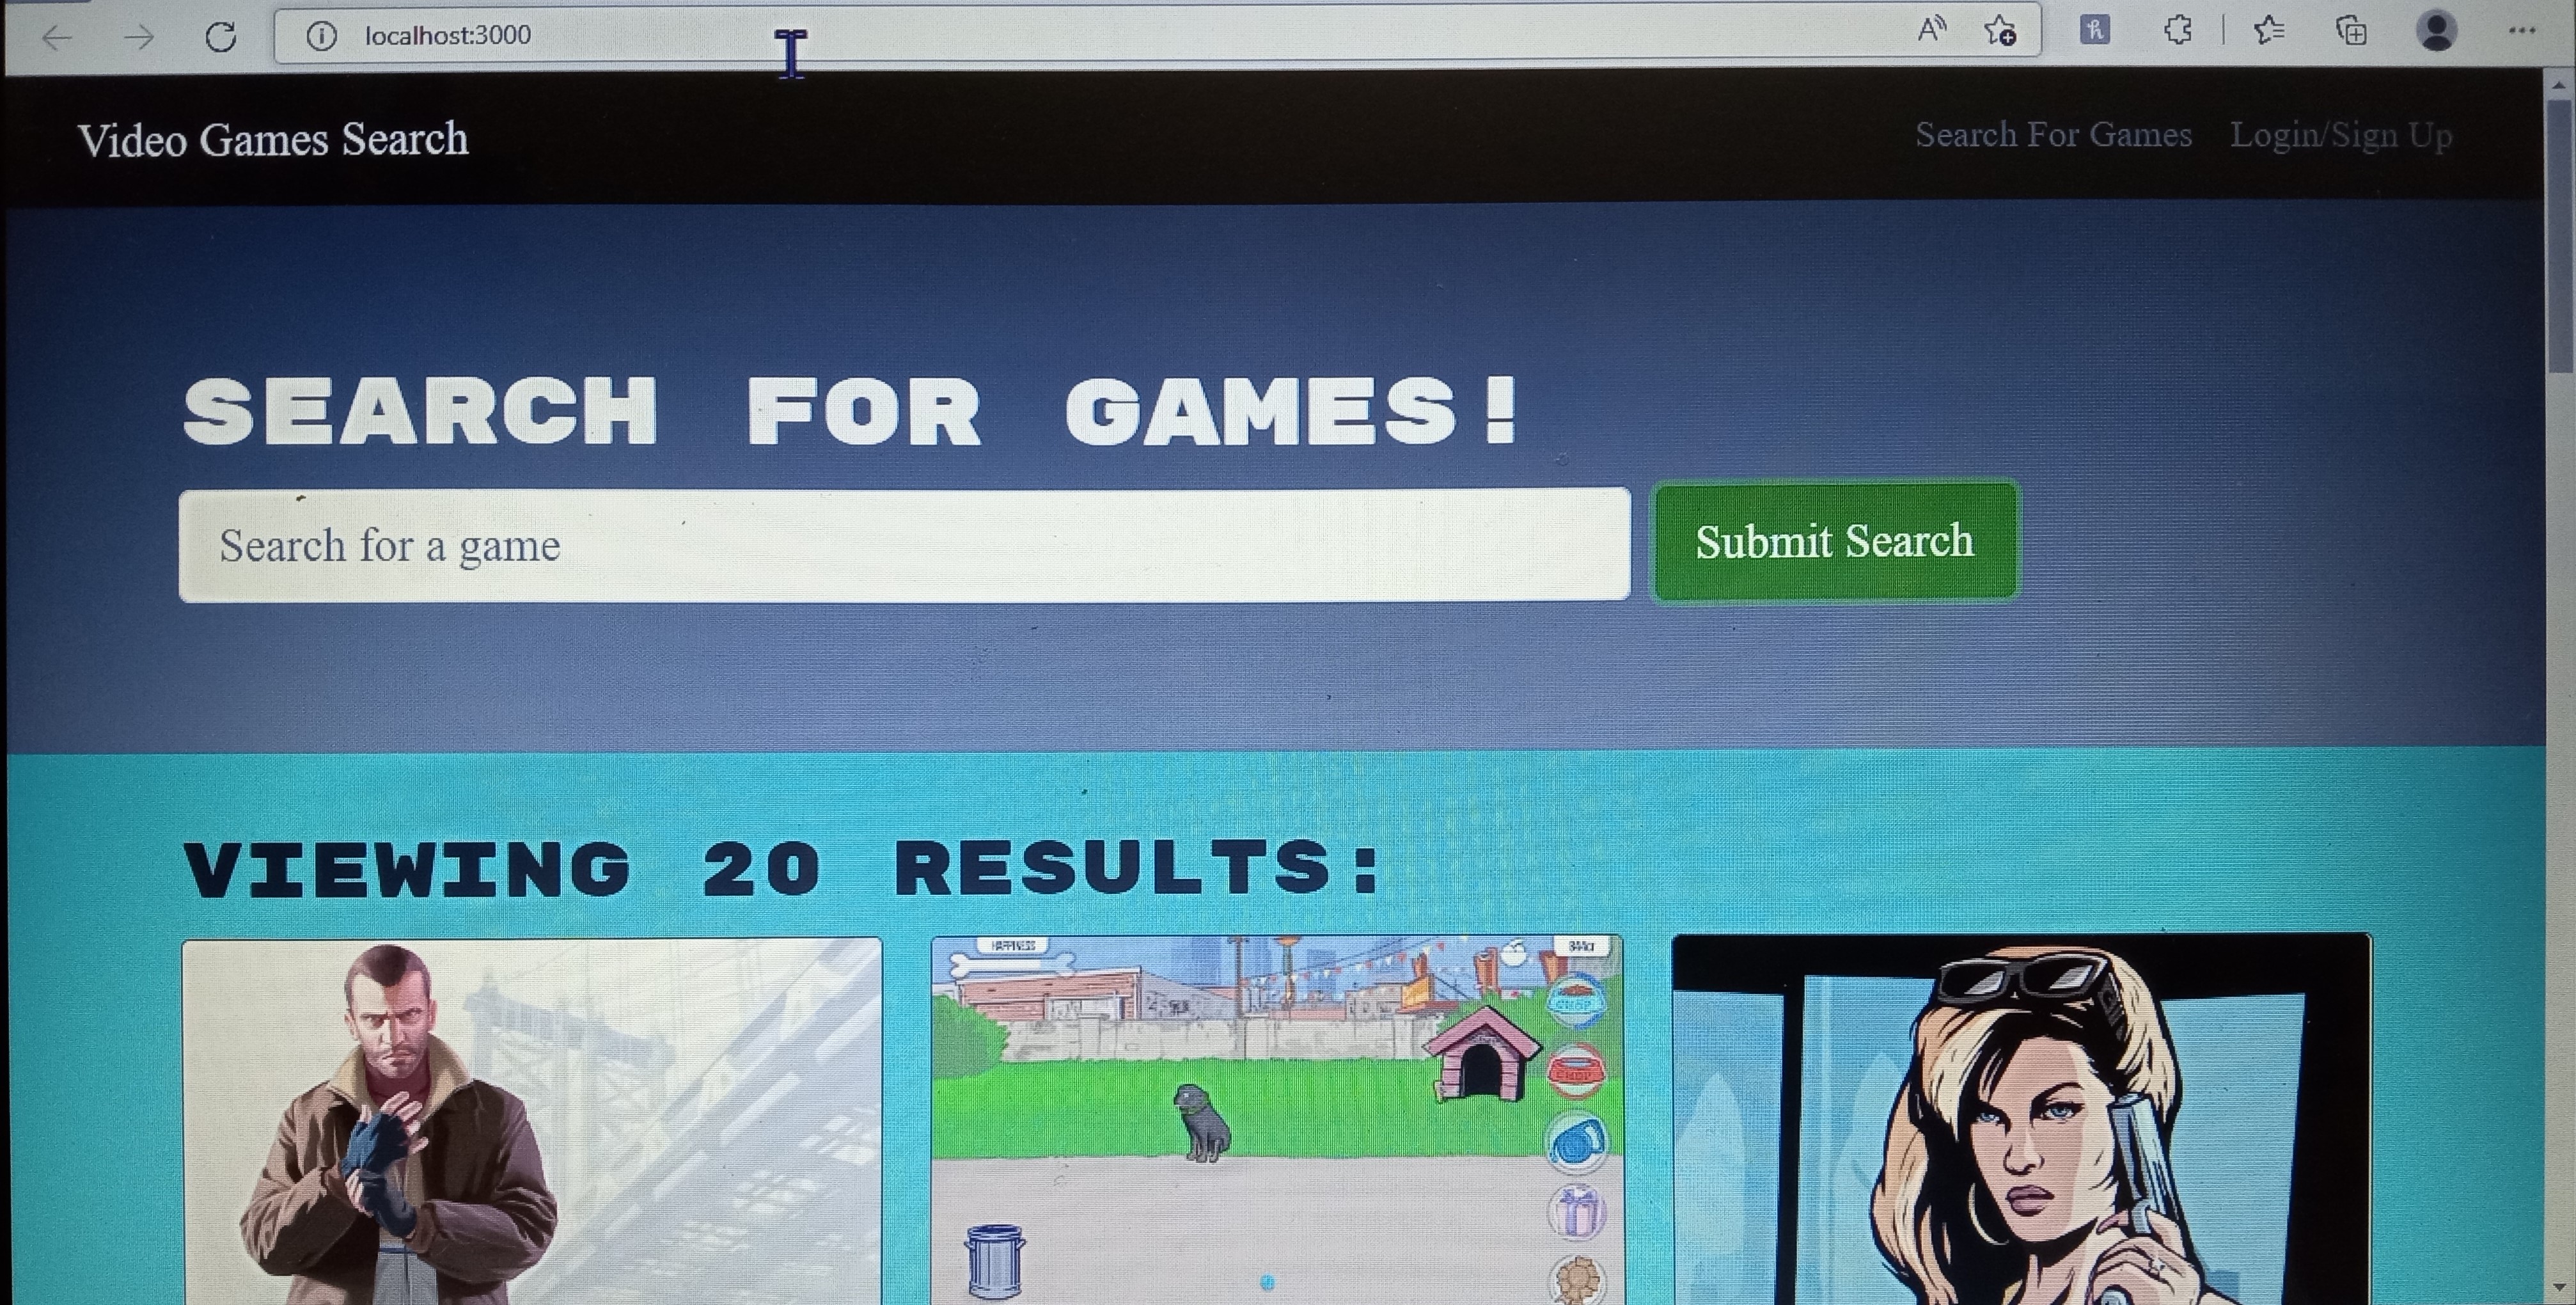 localhost:3000
Video Games Search
Search For Games Login/Sign Up
SEARCH FOR GAMES!
Search for a game
Submit Search
VIEWING 20 RESULTS:
HAPPINESS